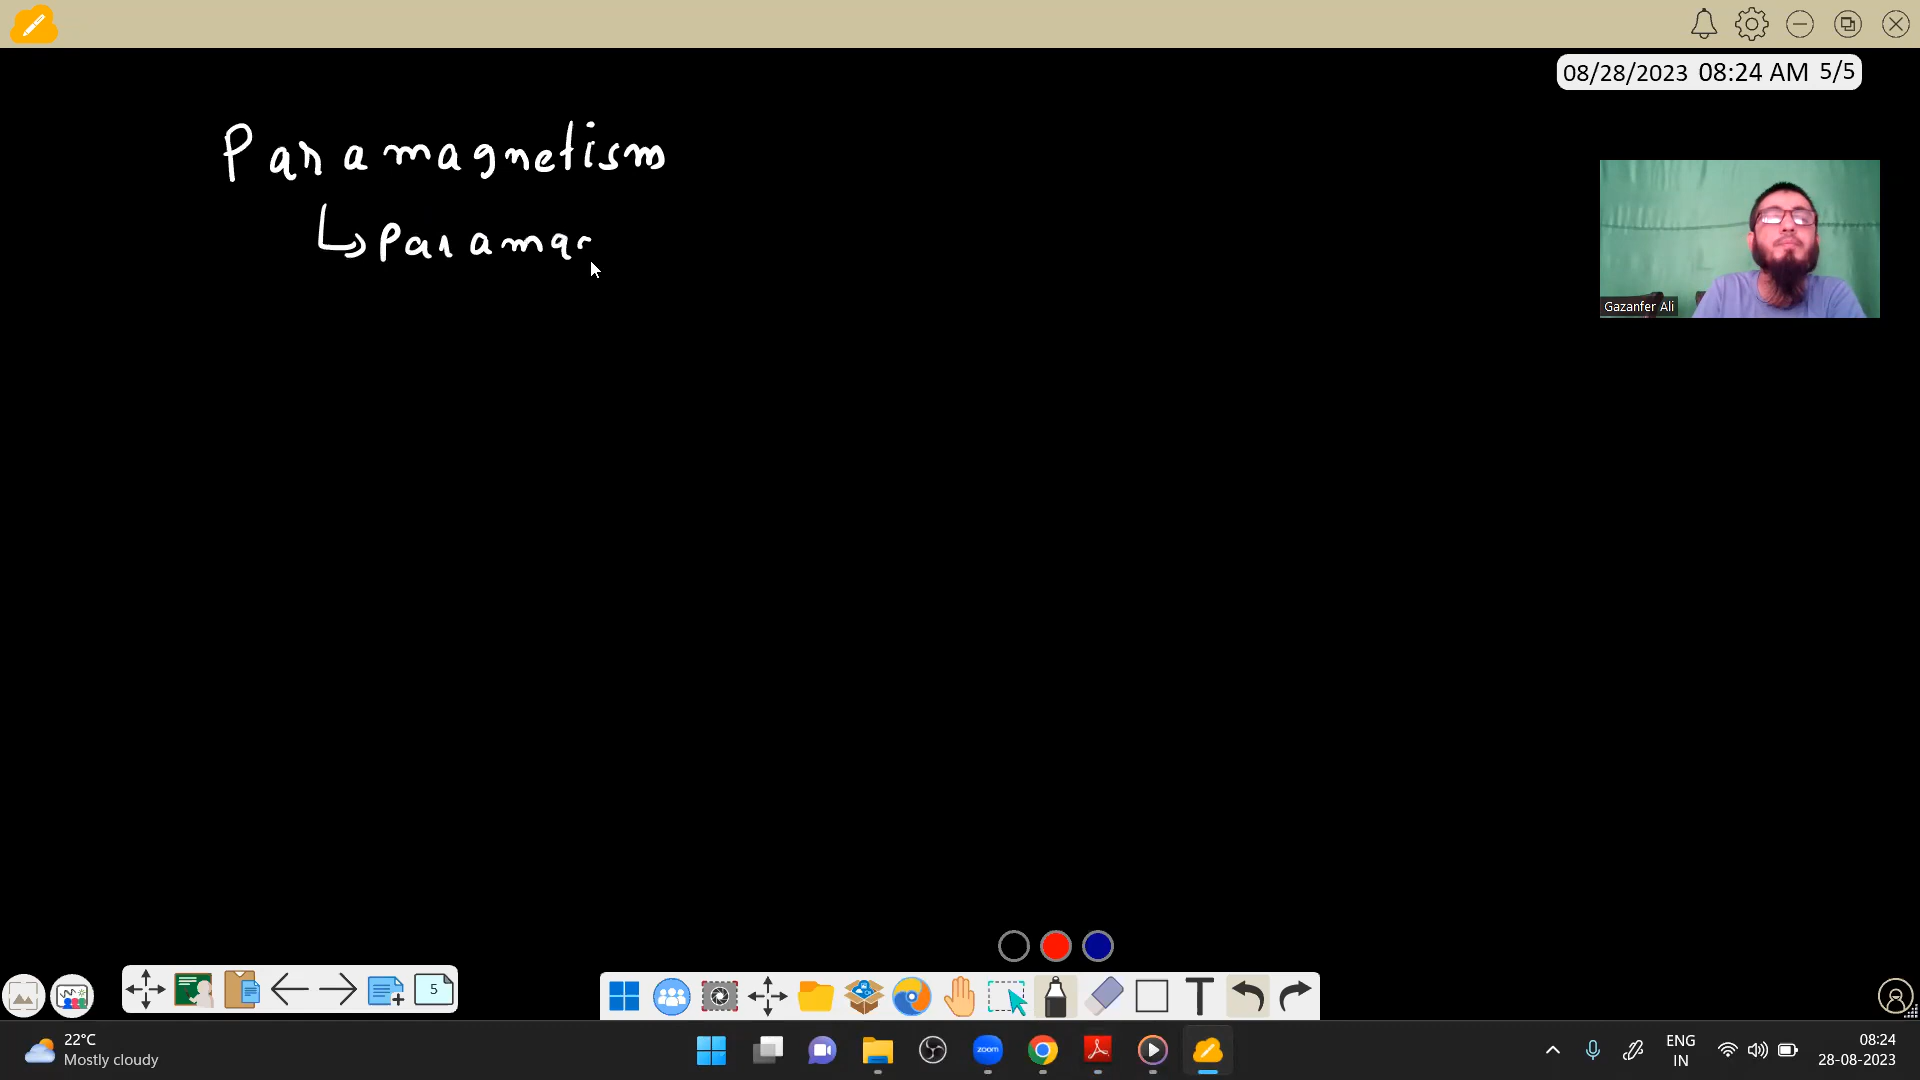 08/28/2023 08:24 AM 5/5
Paramagnetism
Paramag
Gazanfer Ali
5
zoom
22°C
Mostly cloudy
ENG
IN
08:24
28-08-2023